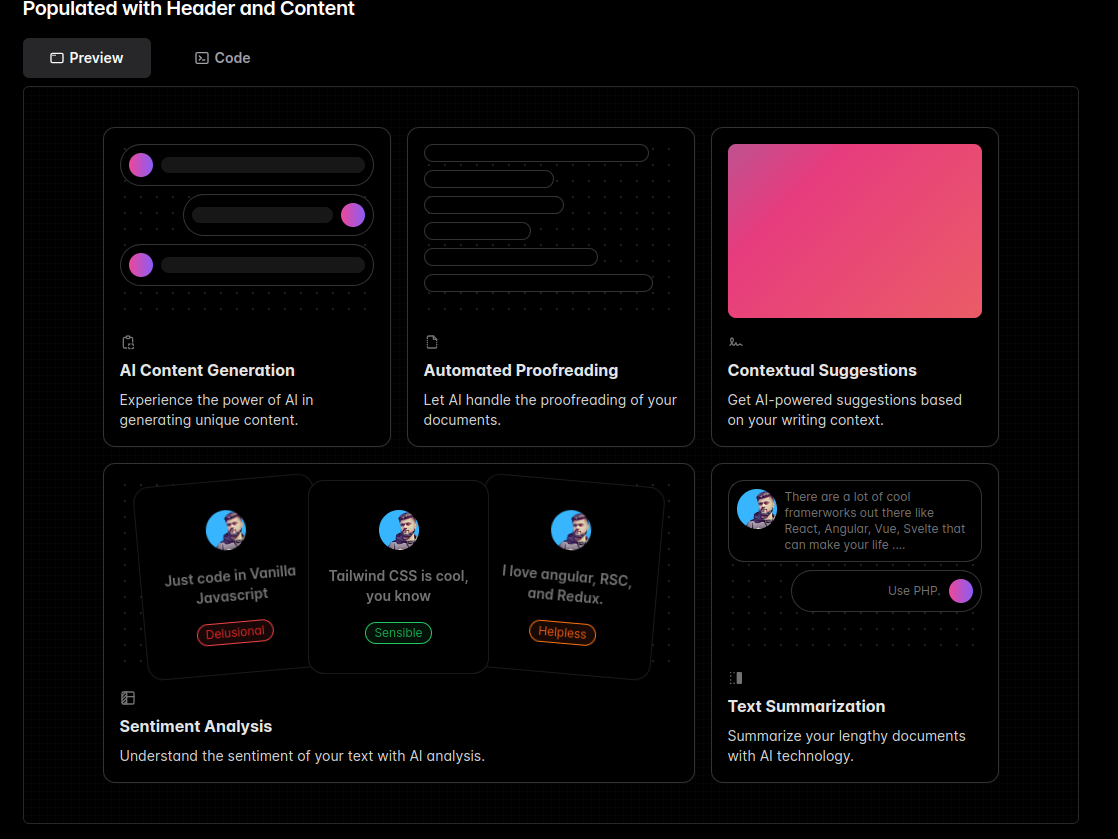 Populated with Header and Content
Preview
Code
AI Content Generation
Experience the power of AI in
generating unique content.
Automated Proofreading
Let AI handle the proofreading of your
documents.
Contextual Suggestions
Get AI-powered suggestions based
on your writing context.
Just code in Vanilla
Javascript
Delusional
Tailwind CSS is cool,
you know
Sensible
I love angular, RSC,
and Redux.
Helpless
Sentiment Analysis
Understand the sentiment of your text with AI analysis.
There are a lot of cool
framerworks out there like
React, Angular, Vue, Svelte that
can make your life ....
Use PHP.
Text Summarization
Summarize your lengthy documents
with AI technology.